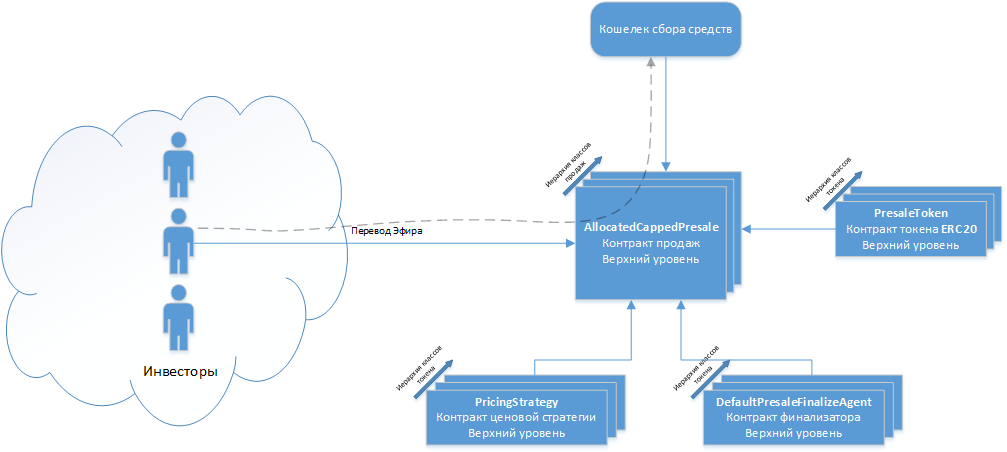 Кошелек сбора средств
Иерархия классов
продаж
Иерархия классов
токена
AllocatedCappedPresale
Контракт продаж
Верхний уровень
PresaleToken
Контракт токена ERC20
Верхний уровень
Перевод Эфира
Инвесторы
Иерархия классов
токена
PricingStrategy
Контракт ценовой стратегии
Верхний уровень
Иерархия классов
токена
DefaultPresaleFinalizeAgent
Контракт финализатора
Верхний уровень